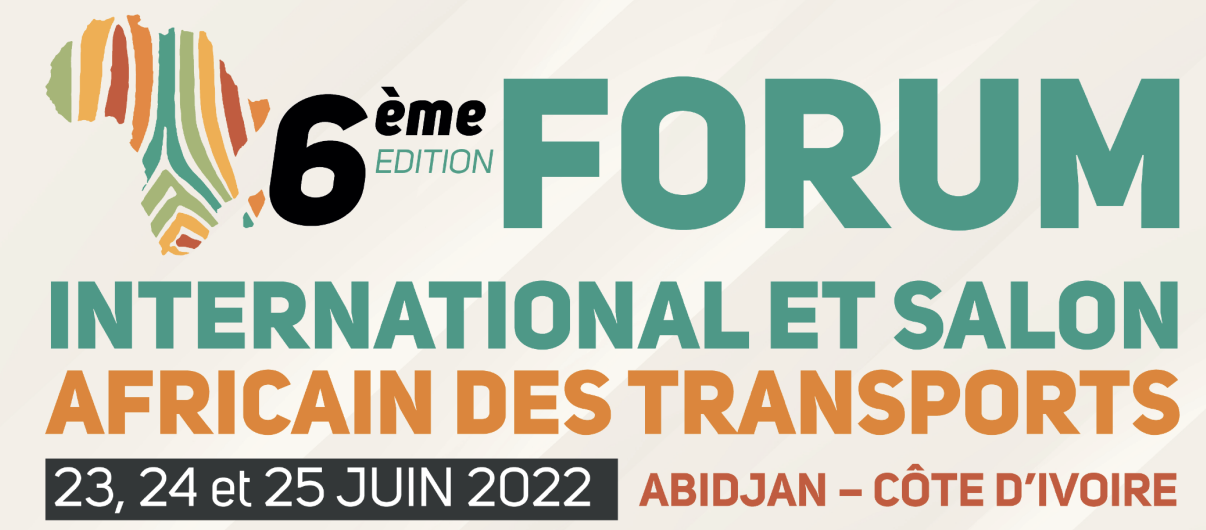 6ème EDITION FORUM
INTERNATIONAL ET SALON
AFRICAIN DES TRANSPORTS
23, 24 et 25 JUIN 2022 ABIDJAN – CÔTE D'IVOIRE